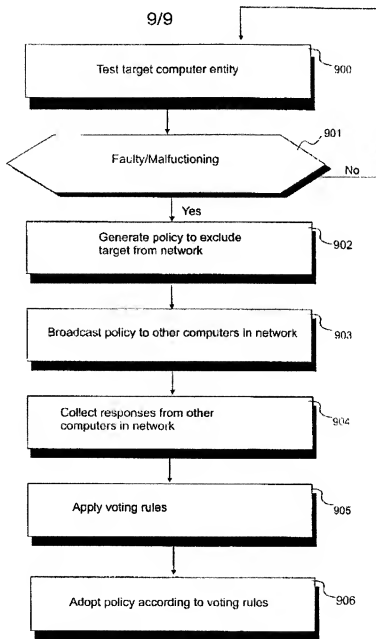 9/9
Test target computer entity
900
Faulty/Malfuctioning
901
No
Yes
Generate policy to exclude
target from network
902
Broadcast policy to other computers in network
903
Collect responses from other
computers in network
904
Apply voting rules
905
Adopt policy according to voting rules
906